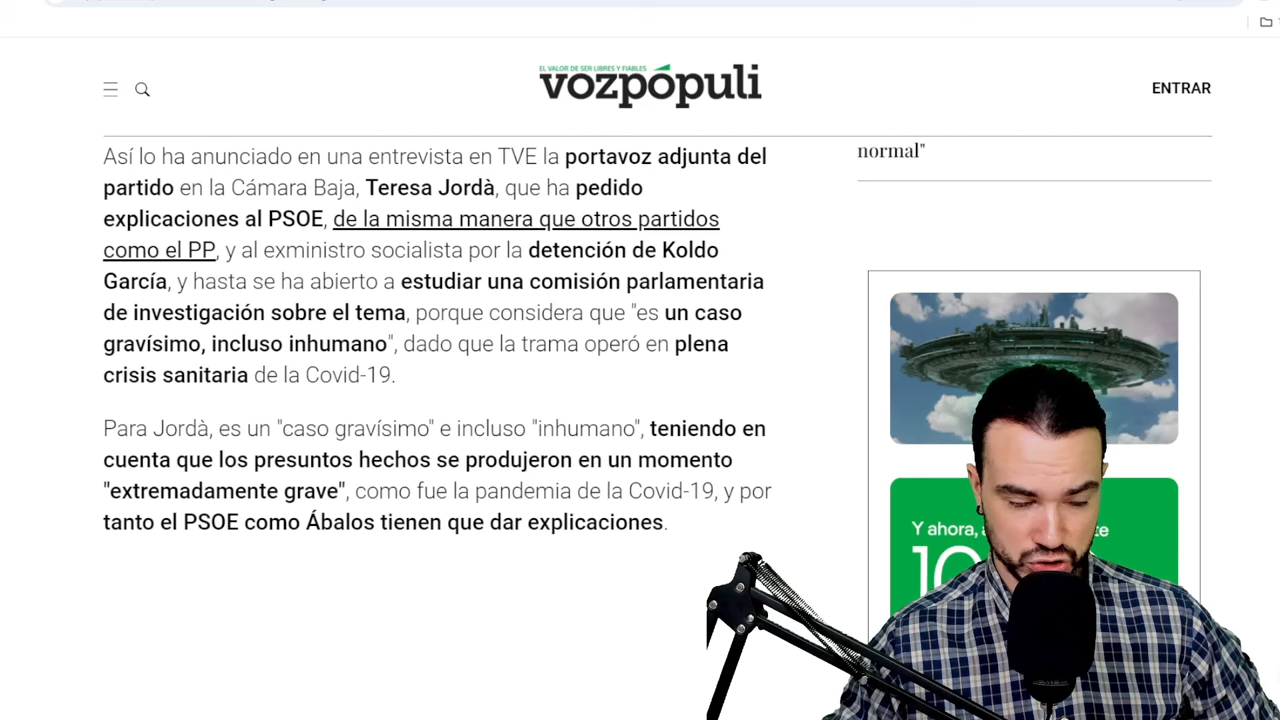 EL VALOR DE SER LIBRES Y FIABLES
vozpópuli
ENTRAR
Así lo ha anunciado en una entrevista en TVE la portavoz adjunta del
partido en la Cámara Baja, Teresa Jordà, que ha pedido
explicaciones al PSOE, de la misma manera que otros partidos
como el PP, y al exministro socialista por la detención de Koldo
García, y hasta se ha abierto a estudiar una comisión parlamentaria
de investigación sobre el tema, porque considera que "es un caso
gravísimo, incluso inhumano", dado que la trama operó en plena
crisis sanitaria de la Covid-19.
Para Jordà, es un "caso gravísimo" e incluso "inhumano", teniendo en
cuenta que los presuntos hechos se produjeron en un momento
"extremadamente grave", como fue la pandemia de la Covid-19, y por
tanto el PSOE como Ábalos tienen que dar explicaciones.
normal"
Y ahora,